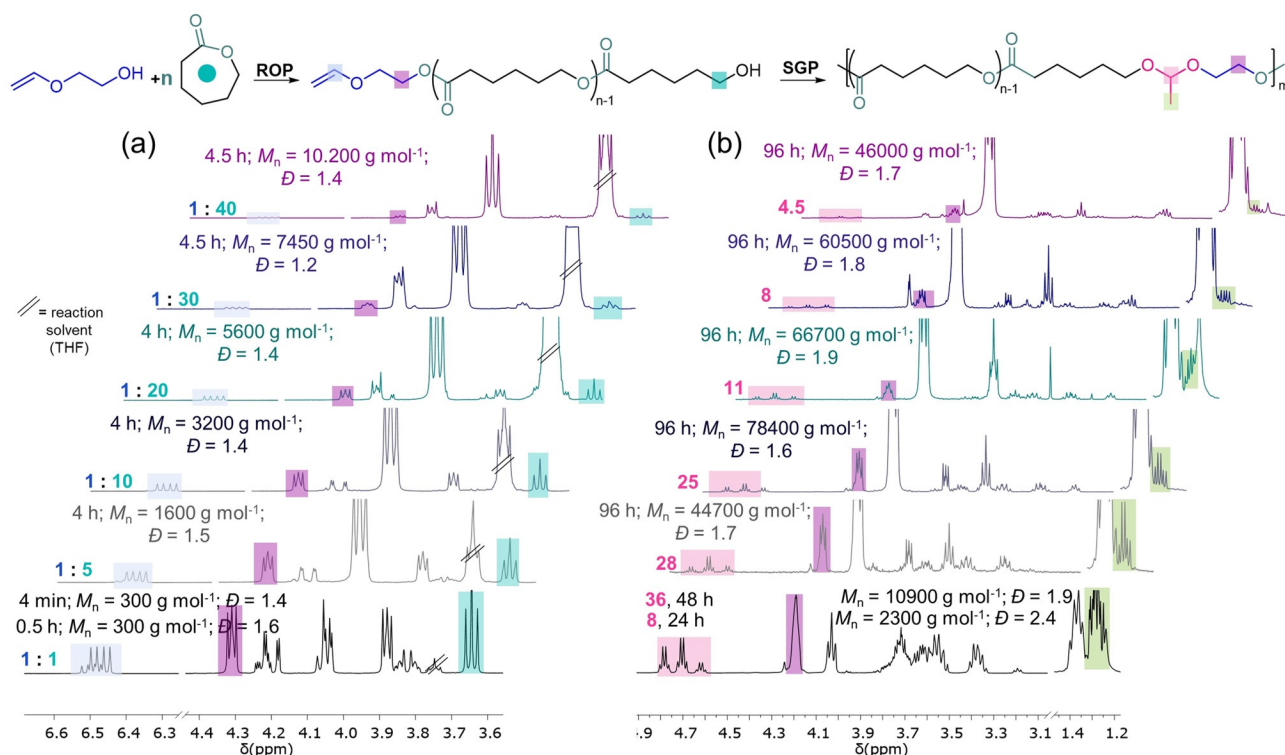 O
O
OH
+n
O
ROP
O
O
O
O
O
n-1
OH
SGP
O
O
O
n-1
O
O
O
m
(a)
4.5 h; Mn = 10.200 g mol-1;
Đ = 1.4
1 : 40
4.5 h; Mn = 7450 g mol-1;
Đ = 1.2
1 : 30
= reaction
solvent
(THF)
4 h; Mn = 5600 g mol-1;
Đ = 1.4
1 : 20
4 h; Mn = 3200 g mol-1;
Đ = 1.4
1 : 10
4 h; Mn = 1600 g mol-1;
Đ = 1.5
1 : 5
4 min; Mn = 300 g mol-1; Đ = 1.4
0.5 h; Mn = 300 g mol-1; Đ = 1.6
1 : 1
6.6 6.5 6.4 6.3 4.4 4.3 4.2 4.1 4.0 3.9 3.8 3.7 3.6
δ(ppm)
(b)
96 h; Mn = 46000 g mol-1;
Đ = 1.7
4.5
96 h; Mn = 60500 g mol-1;
Đ = 1.8
8
96 h; Mn = 66700 g mol-1;
Đ = 1.9
11
96 h; Mn = 78400 g mol-1;
Đ = 1.6
25
96 h; Mn = 44700 g mol-1;
Đ = 1.7
28
36, 48 h
8, 24 h
Mn = 10900 g mol-1; Đ = 1.9
Mn = 2300 g mol-1; Đ = 2.4
.9 4.7 4.5 4.3 4.1 3.9 3.7 3.5 3.3 3.1 1.4 1.2
δ(ppm)